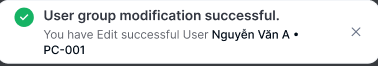 User group modification successful.
You have Edit successful User Nguyễn Văn A •
PC-001